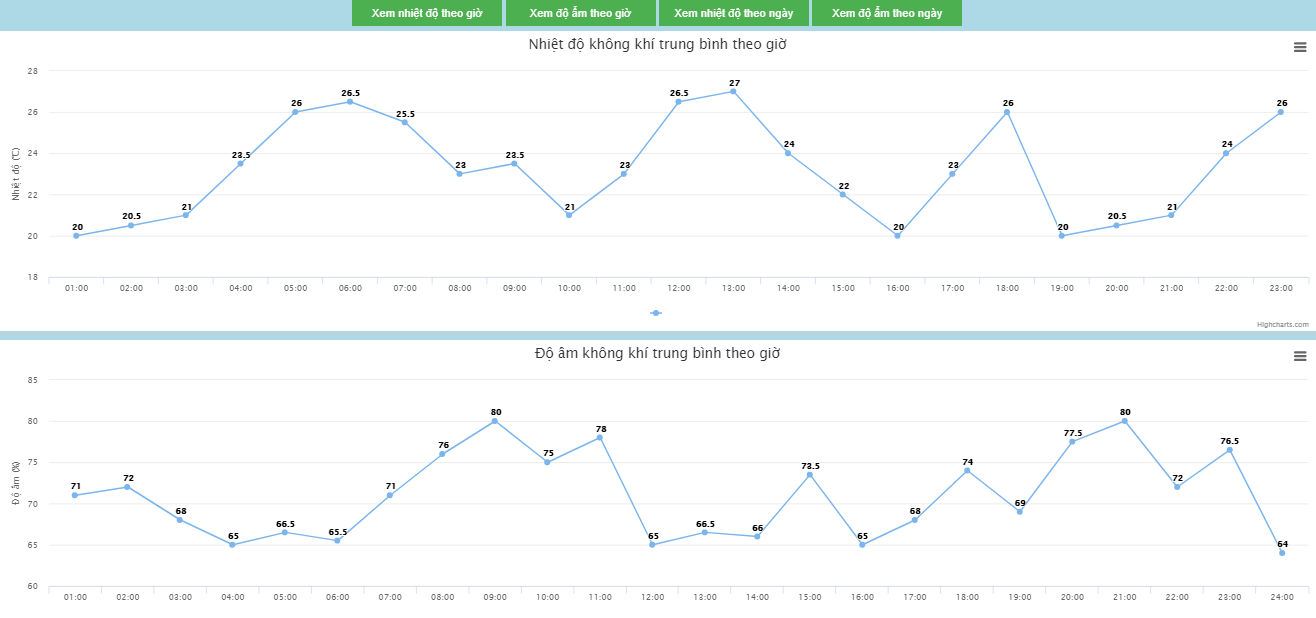 Xem nhiệt độ theo giờ Xem độ ẩm theo giờ Xem nhiệt độ theo ngày Xem độ ẩm theo ngày
Nhiệt độ không khí trung bình theo giờ
Nhiệt độ (℃)
28
26
24
22
20
18
20 20.5 21 23.5 26 26.5 25.5 23 23.5 21 23 26.5 27 24 22 20 23 26 20 20.5 21 24 26
01:00 02:00 03:00 04:00 05:00 06:00 07:00 08:00 09:00 10:00 11:00 12:00 13:00 14:00 15:00 16:00 17:00 18:00 19:00 20:00 21:00 22:00 23:00
Highcharts.com
Độ âm không khí trung bình theo giờ
Độ âm (%)
85
80
75
70
65
60
71 72 68 65 66.5 65.5 71 76 80 75 78 65 66.5 66 73.5 65 68 74 69 77.5 80 72 76.5 64
01:00 02:00 03:00 04:00 05:00 06:00 07:00 08:00 09:00 10:00 11:00 12:00 13:00 14:00 15:00 16:00 17:00 18:00 19:00 20:00 21:00 22:00 23:00 24:00